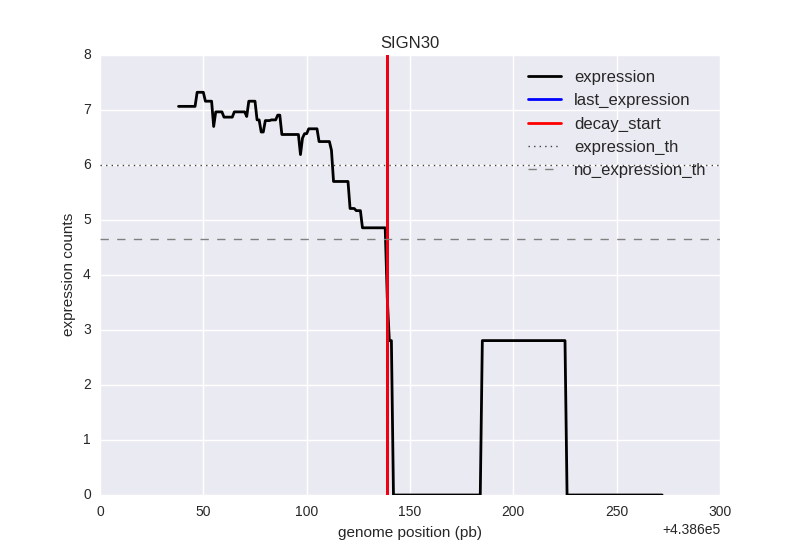 SIGN30
8
7
6
5
4
3
2
1
0
expression counts
expression
last_expression
decay_start
expression_th
no_expression_th
0 50 100 150 200 250 300
+4.386e5
genome position (pb)